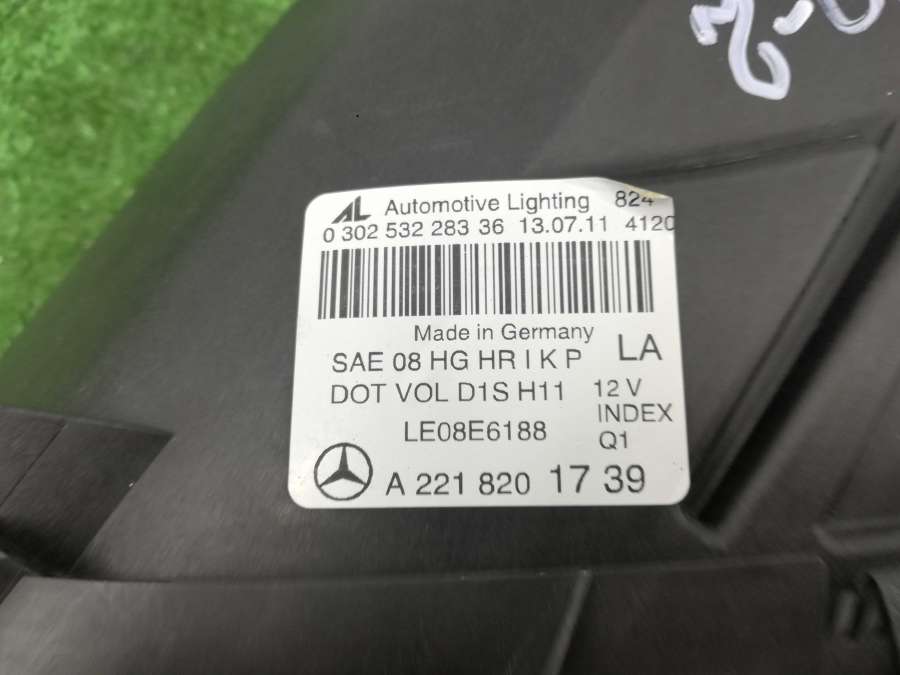 AL Automotive Lighting 824
0 302 532 283 36 13.07.11 4120
Made in Germany
SAE 08 HG HR I K P LA
DOT VOL D1S H11 12 V
INDEX
LE08E6188 Q1
A 221 820 17 39